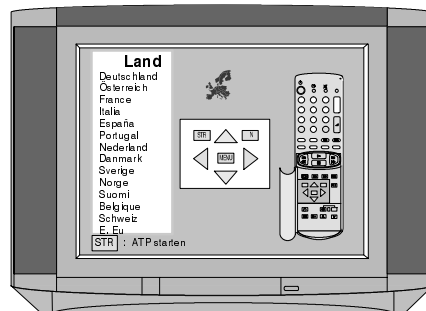 Land
Deutschland
Österreich
France
Italia
España
Portugal
Nederland
Danmark
Sverige
Norge
Suomi
Belgique
Schweiz
E. Eu
STR : ATP starten
STR
N
MENU